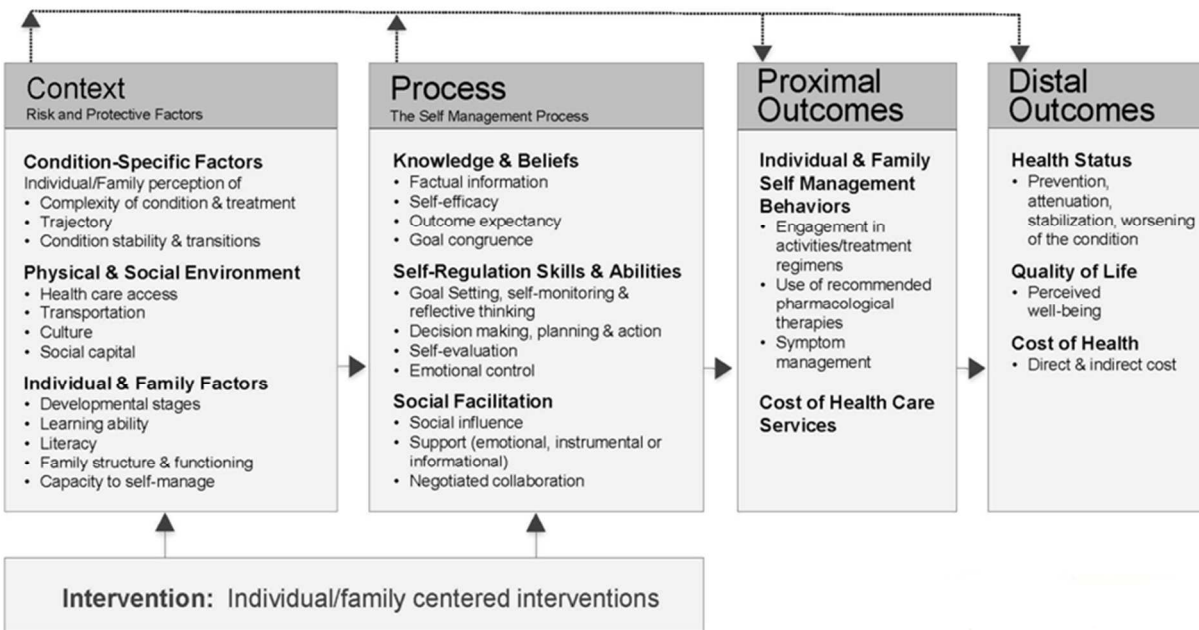 Context
Risk and Protective Factors
Condition-Specific Factors
Individual/Family perception of
• Complexity of condition & treatment
• Trajectory
• Condition stability & transitions
Physical & Social Environment
• Health care access
• Transportation
• Culture
• Social capital
Individual & Family Factors
• Developmental stages
• Learning ability
• Literacy
• Family structure & functioning
• Capacity to self-manage
Process
The Self Management Process
Knowledge & Beliefs
• Factual information
• Self-efficacy
• Outcome expectancy
• Goal congruence
Self-Regulation Skills & Abilities
• Goal Setting, self-monitoring &
reflective thinking
• Decision making, planning & action
• Self-evaluation
• Emotional control
Social Facilitation
• Social influence
• Support (emotional, instrumental or
informational)
• Negotiated collaboration
Proximal
Outcomes
Individual & Family
Self Management
Behaviors
• Engagement in
activities/treatment
regimens
• Use of recommended
pharmacological
therapies
• Symptom
management
Cost of Health Care
Services
Distal
Outcomes
Health Status
• Prevention,
attenuation,
stabilization, worsening
of the condition
Quality of Life
• Perceived
well-being
Cost of Health
• Direct & indirect cost
Intervention: Individual/family centered interventions